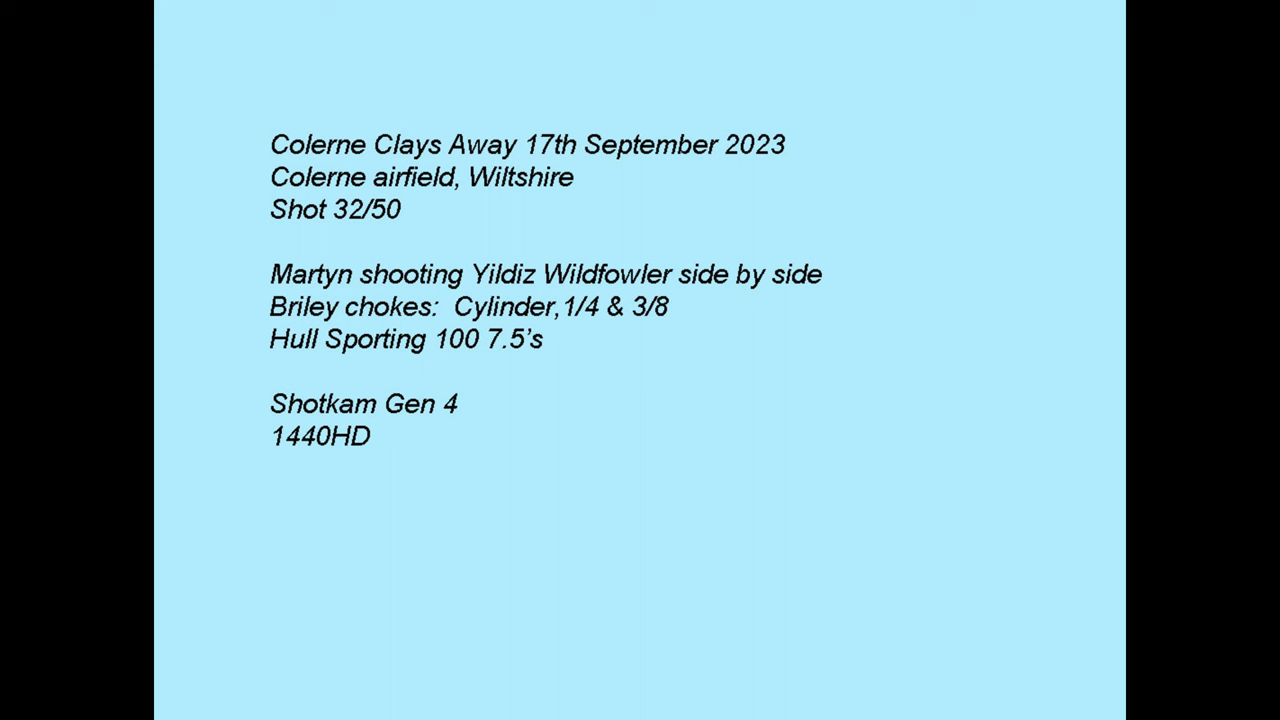 Colerne Clays Away 17th September 2023
Colerne airfield, Wiltshire
Shot 32/50
Martyn shooting Yildiz Wildfowler side by side
Briley chokes:  Cylinder,1/4 & 3/8
Hull Sporting 100 7.5’s
Shotkam Gen 4
1440HD